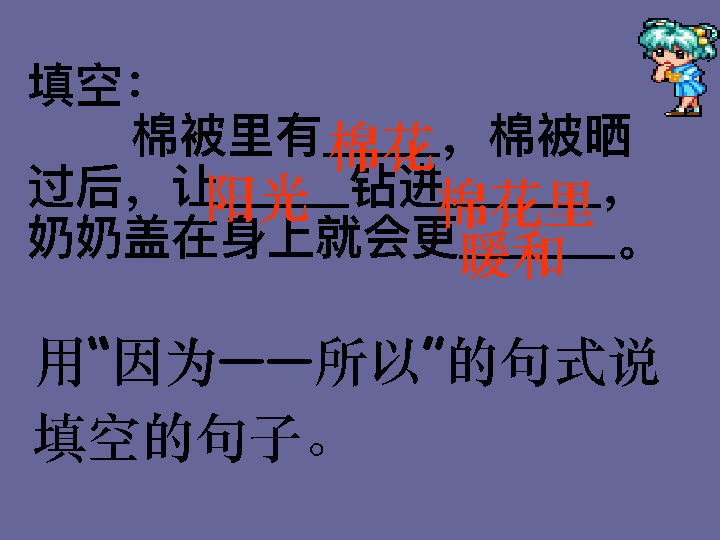 填空：
棉被里有棉花，棉被晒
过后，让阳光钻进棉花里，
奶奶盖在身上就会更暖和。
用“因为——所以”的句式说
填空的句子。